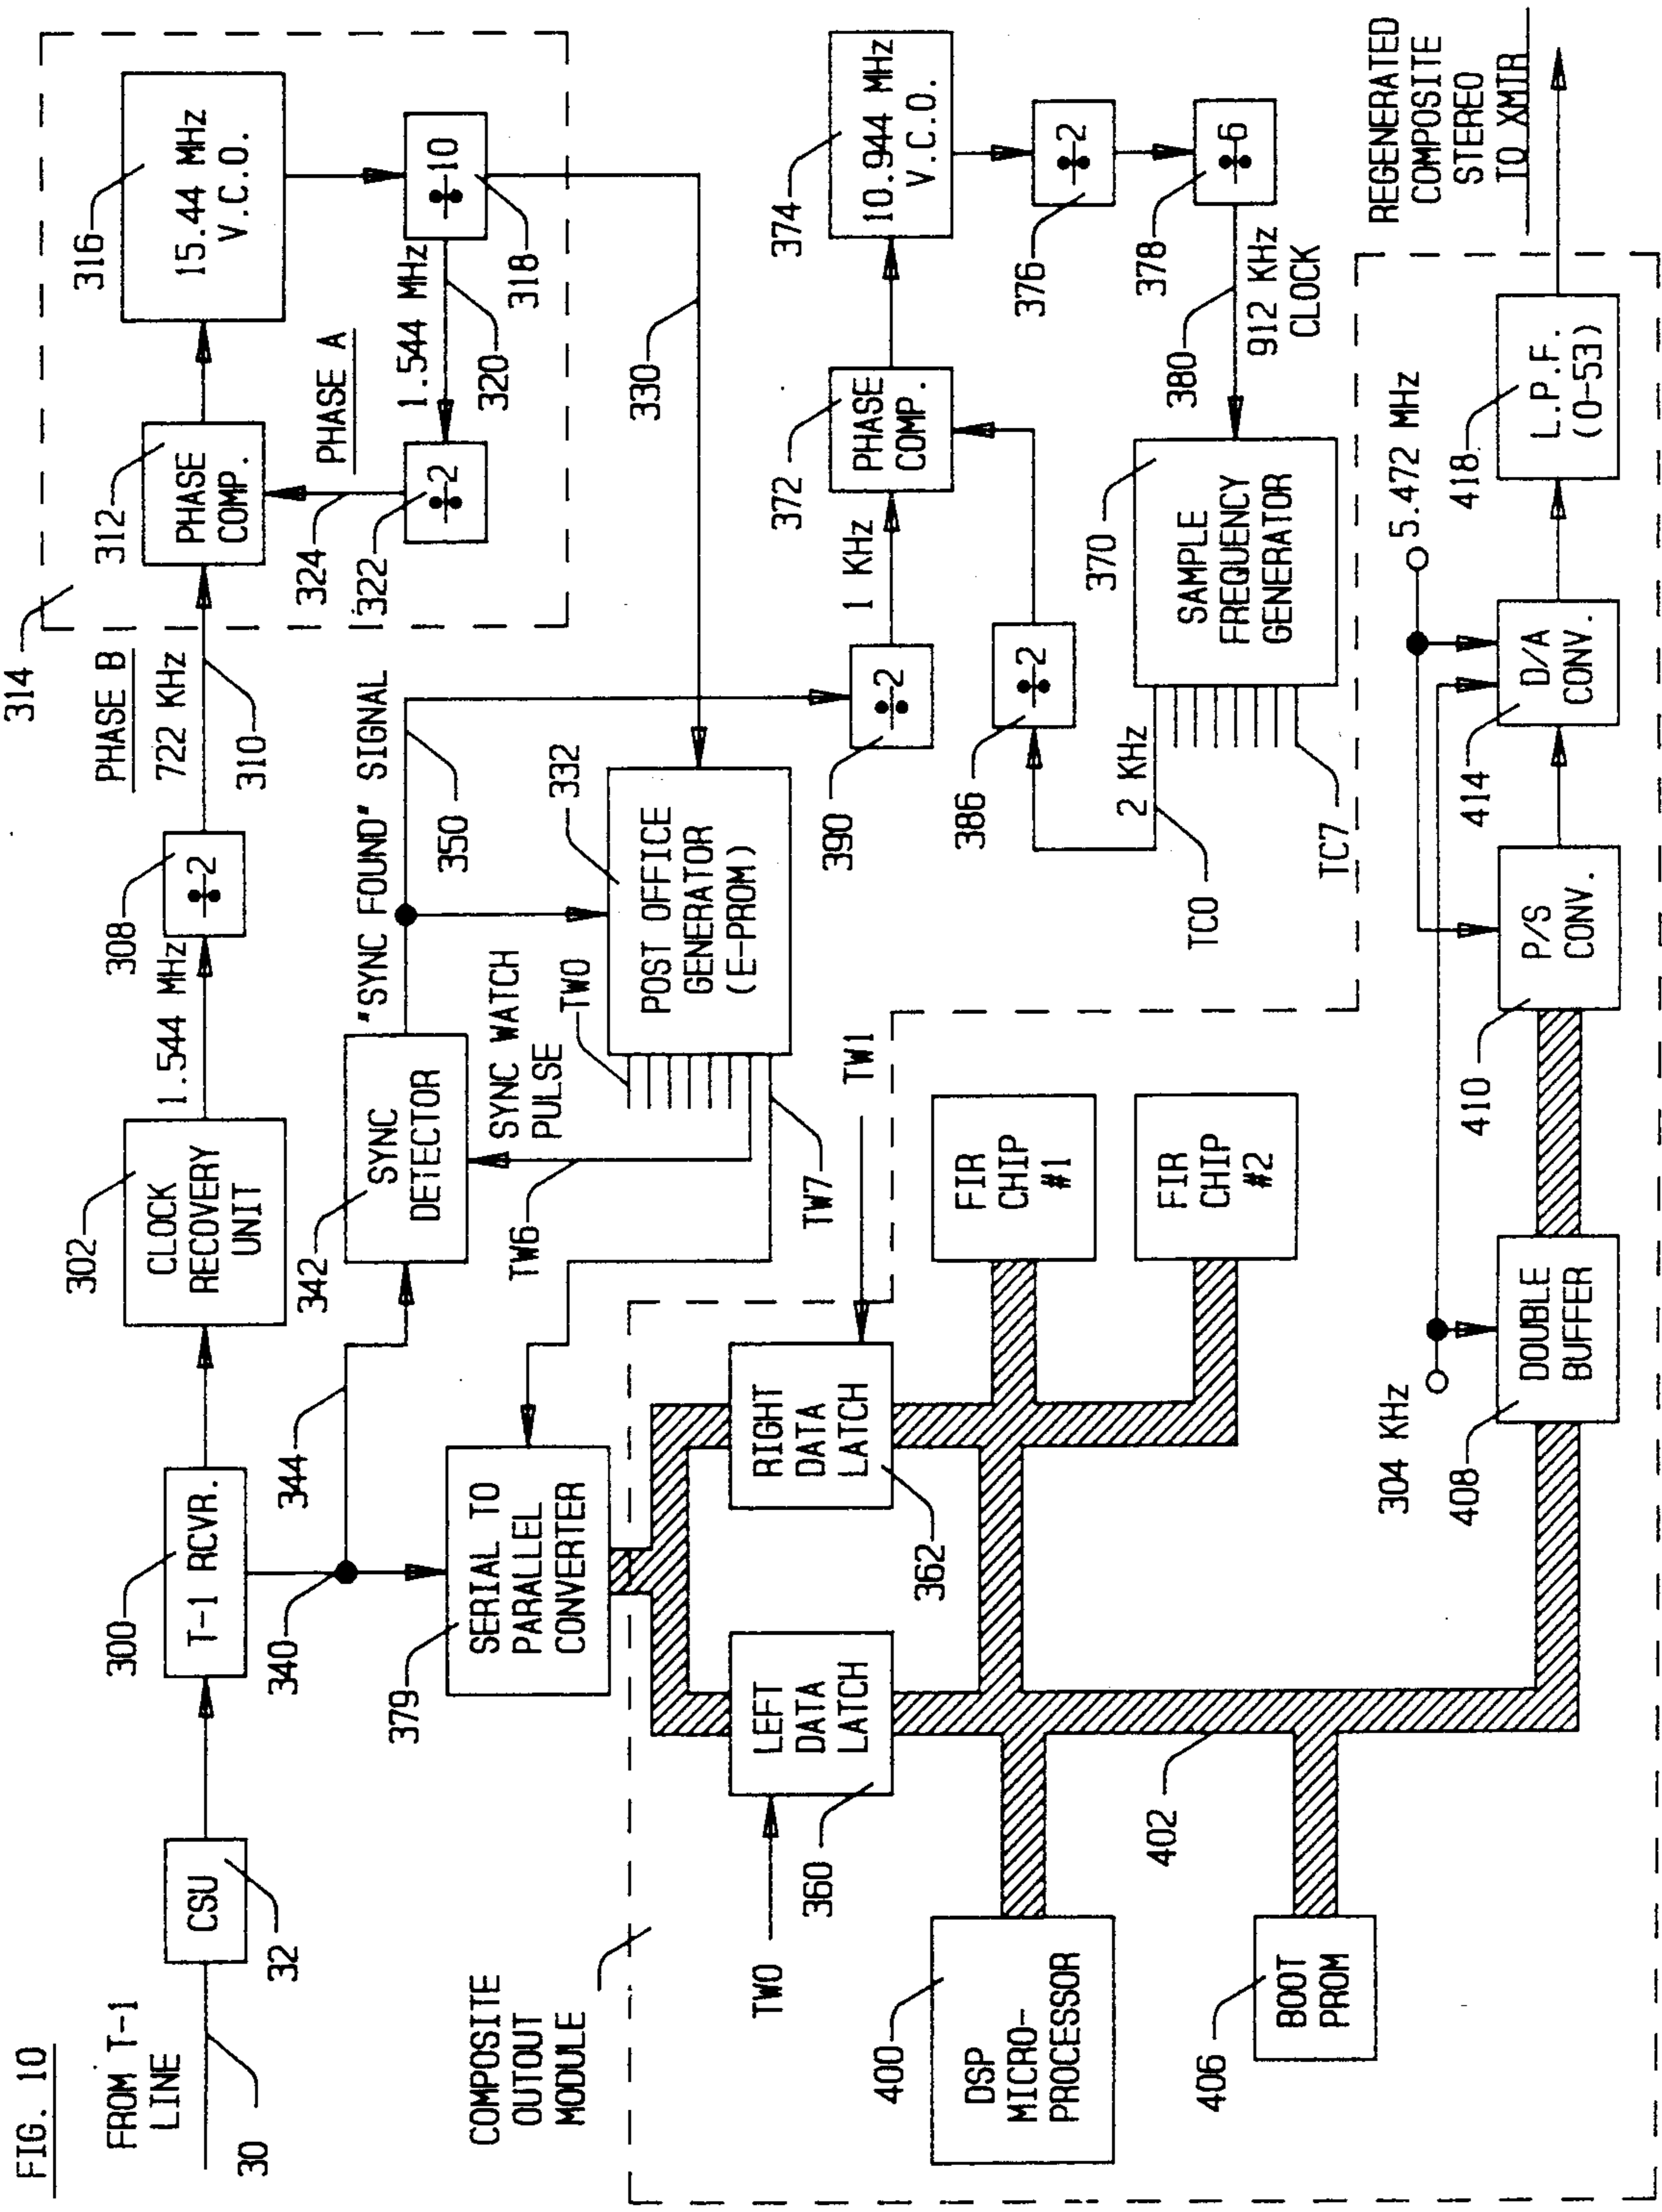 FIG. 10
FROM T-1
LINE
30
CSU
32
300
T-1 RCVR.
302
CLOCK
RECOVERY
UNIT
1.544 MHz
308
÷2
PHASE B
722 KHz
310
314
312
PHASE
COMP.
316
15.44 MHz
V.C.O.
÷10
318
1.544 MHz
320
PHASE A
÷2
322
324
330
340
344
342
SYNC
DETECTOR
"SYNC FOUND" SIGNAL
350
SYNC WATCH
PULSE
TW6
TW0
TW7
332
POST OFFICE
GENERATOR
(E-PROM)
379
SERIAL TO
PARALLEL
CONVERTER
390
÷2
1 KHz
372
PHASE
COMP.
374
10.944 MHz
V.C.O.
376
÷2
378
÷6
380
912 KHz
CLOCK
370
SAMPLE
FREQUENCY
GENERATOR
386
÷2
2 KHz
TC0
TC7
COMPOSITE
OUTOUT
MODULE
TW0
360
LEFT
DATA
LATCH
RIGHT
DATA
LATCH
362
TW1
FIR
CHIP
#1
FIR
CHIP
#2
400
DSP
MICRO-
PROCESSOR
402
406
BOOT
PROM
304 KHz
408
DOUBLE
BUFFER
410
P/S
CONV.
414
D/A
CONV.
5.472 MHz
418
L.P.F.
(0-53)
REGENERATED
COMPOSITE
STEREO
TO XMTR